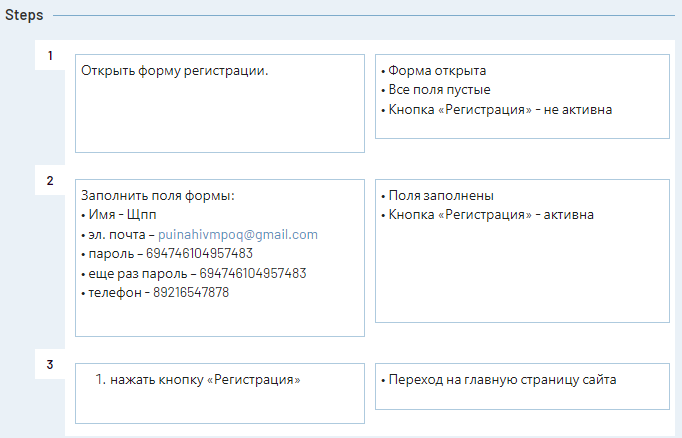 Steps
1
Открыть форму регистрации.
• Форма открыта
• Все поля пустые
• Кнопка «Регистрация» - не активна
2
Заполнить поля формы:
• Имя - Щпп
• эл. почта – puinahivmpoq@gmail.com
• пароль – 694746104957483
• еще раз пароль – 694746104957483
• телефон - 89216547878
• Поля заполнены
• Кнопка «Регистрация» - активна
3
1. нажать кнопку «Регистрация»
• Переход на главную страницу сайта